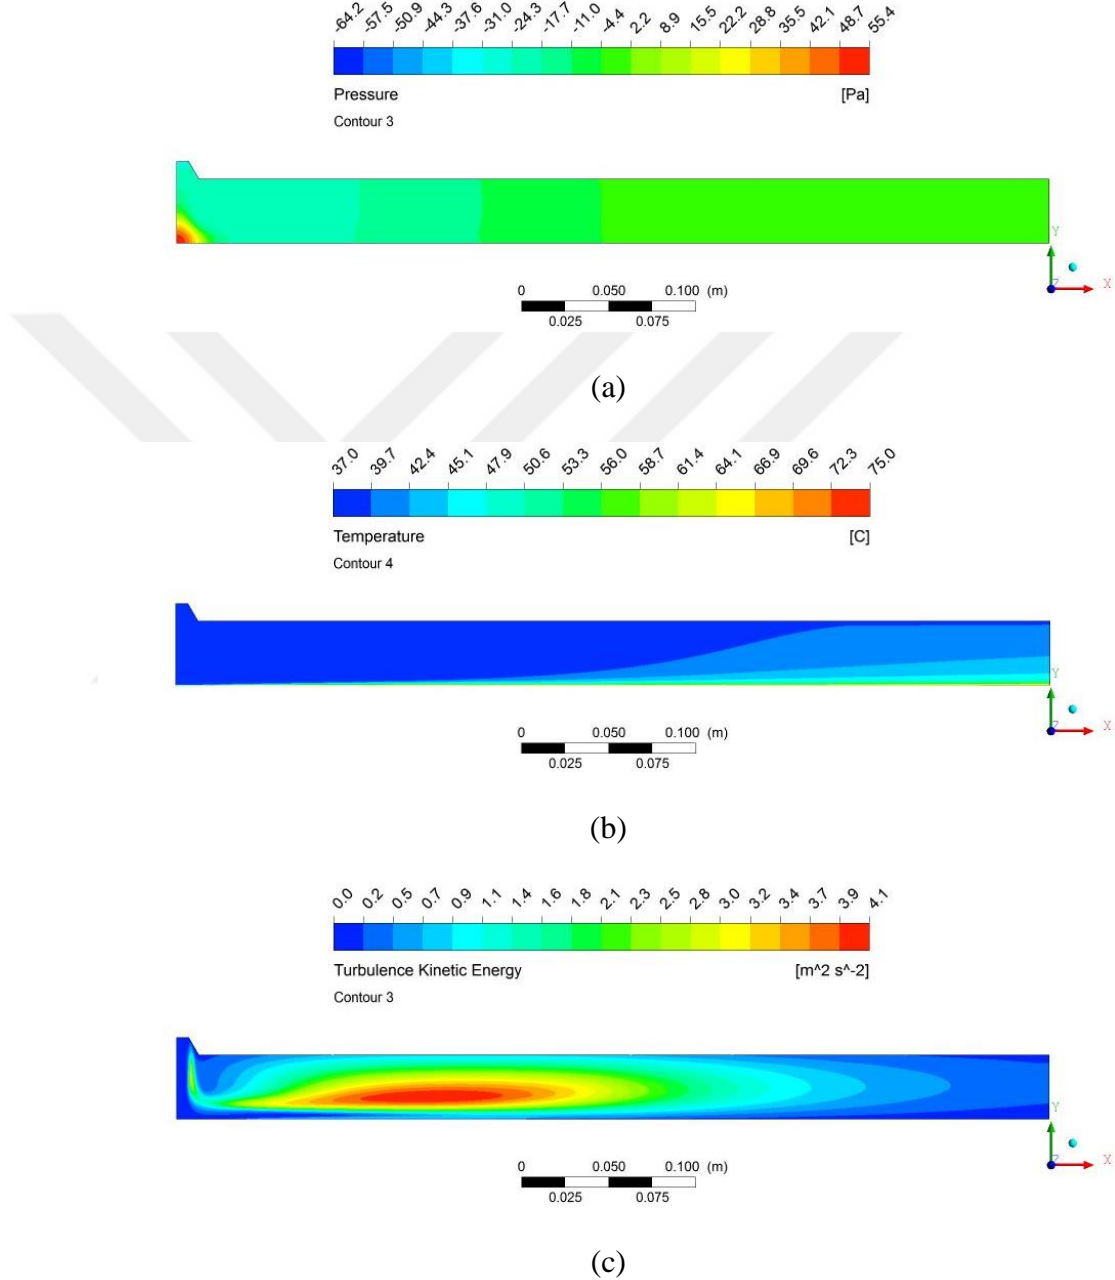 -64.2 -57.5 -50.9 -44.3 -37.6 -31.0 -24.3 -17.7 -11.0 -4.4 2.2 8.9 15.5 22.2 28.8 35.5 42.1 48.7 55.4
Pressure [Pa]
Contour 3
Y
Z X
0 0.050 0.100 (m)
0.025 0.075
(a)
37.0 39.7 42.4 45.1 47.9 50.6 53.3 56.0 58.7 61.4 64.1 66.9 69.6 72.3 75.0
Temperature [C]
Contour 4
Y
Z X
0 0.050 0.100 (m)
0.025 0.075
(b)
0.0 0.2 0.5 0.7 0.9 1.1 1.4 1.6 1.8 2.1 2.3 2.5 2.8 3.0 3.2 3.4 3.7 3.9 4.1
Turbulence Kinetic Energy [m^2 s^-2]
Contour 3
Y
Z X
0 0.050 0.100 (m)
0.025 0.075
(c)